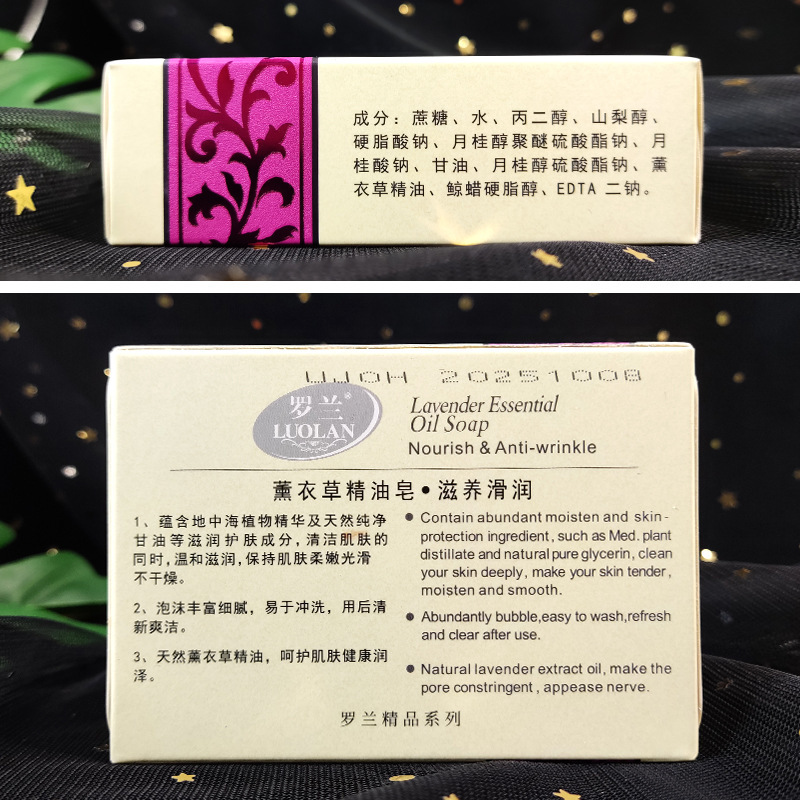 成分：蔗糖、水、丙二醇、山梨醇、
硬脂酸钠、月桂醇聚醚硫酸酯钠、月
桂酸钠、甘油、月桂醇硫酸酯钠、薰
衣草精油、鲸蜡硬脂醇、EDTA 二钠。
20251008
罗兰®
LUOLAN
Lavender Essential
Oil Soap
Nourish & Anti-wrinkle
薰衣草精油皂•滋养滑润
1、蕴含地中海植物精华及天然纯净
甘油等滋润护肤成分，清洁肌肤的
同时，温和滋润，保持肌肤柔嫩光滑
不干燥。
2、泡沫丰富细腻，易于冲洗，用后清
新爽洁。
3、天然薰衣草精油，呵护肌肤健康润
泽。
● Contain abundant moisten and skin-
protection ingredient, such as Med. plant
distillate and natural pure glycerin, clean
your skin deeply, make your skin tender,
moisten and smooth.
● Abundantly bubble,easy to wash,refresh
and clear after use.
● Natural lavender extract oil, make the
pore constringent, appease nerve.
罗兰精品系列